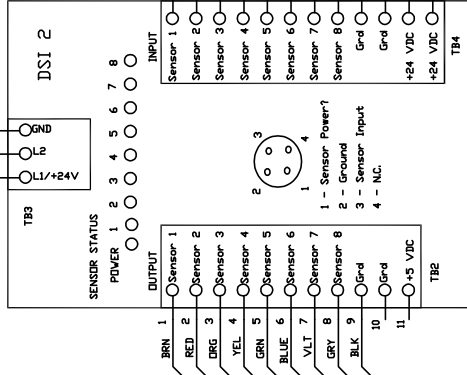 DSI 2
GND
L2
L1/+24V
TB3
SENSOR STATUS
POWER 1 2 3 4 5 6 7 8
INPUT
Sensor 1
Sensor 2
Sensor 3
Sensor 4
Sensor 5
Sensor 6
Sensor 7
Sensor 8
Grd
Grd
+24 VDC
+24 VDC
TB4
3 4
2 1
1 - Sensor Power?
2 - Ground
3 - Sensor Input
4 - N.C.
OUTPUT
Sensor 1
Sensor 2
Sensor 3
Sensor 4
Sensor 5
Sensor 6
Sensor 7
Sensor 8
Grd
Grd
+5 VDC
TB2
1 BRN
2 RED
3 ORG
4 YEL
5 GRN
6 BLUE
7 VLT
8 GRY
9 BLK
10
11